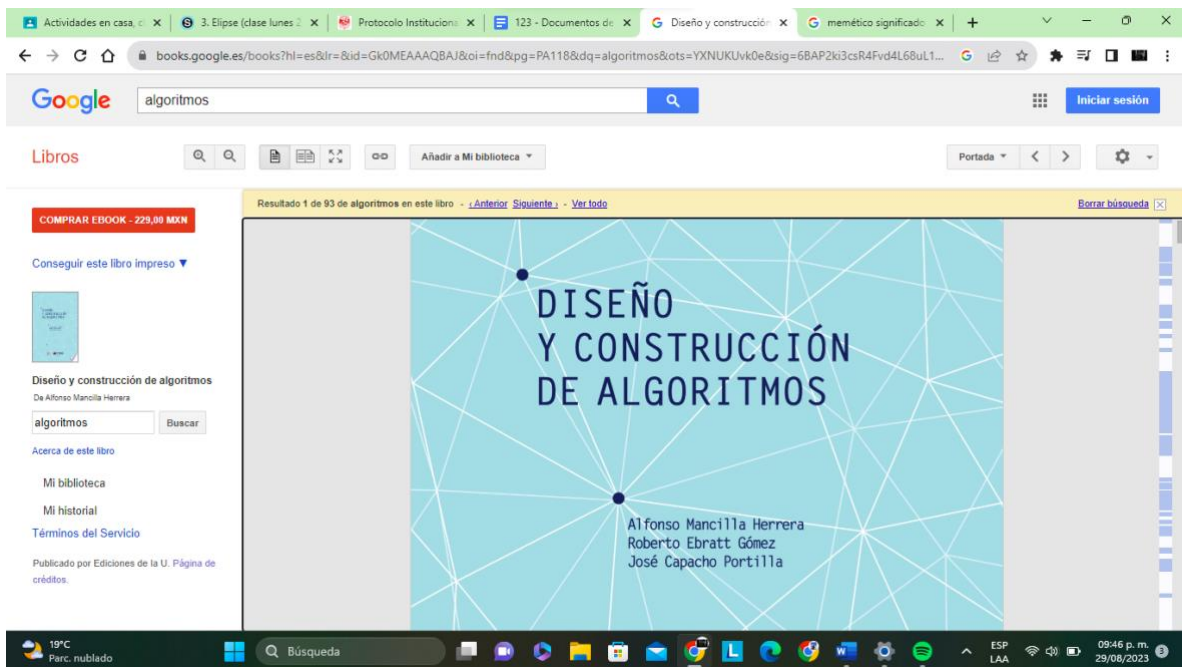 Actividades en casa, c
3. Elipse (clase lunes 2
Protocolo Instituciona
123 - Documentos de
Diseño y construcción
memético significado
books.google.es/books?hl=es&lr=&id=Gk0MEAAAQBAJ&oi=fnd&pg=PA118&dq=algoritmos&ots=YXNUKUvk0e&sig=6BAP2ki3csR4Fvd4L68uL1...
Google
algoritmos
Iniciar sesión
Libros
Añadir a Mi biblioteca
Portada
Resultado 1 de 93 de algoritmos en este libro - ‹ Anterior Siguiente › - Ver todo
Borrar búsqueda
COMPRAR EBOOK - 229,00 MXN
Conseguir este libro impreso ▼
Diseño y construcción de algoritmos
De Alfonso Mancilla Herrera
algoritmos
Buscar
Acerca de este libro
Mi biblioteca
Mi historial
Términos del Servicio
Publicado por Ediciones de la U. Página de
créditos.
DISEÑO
Y CONSTRUCCIÓN
DE ALGORITMOS
Alfonso Mancilla Herrera
Roberto Ebratt Gómez
José Capacho Portilla
19°C
Parc. nublado
Búsqueda
ESP
LAA
09:46 p. m.
29/08/2023
3